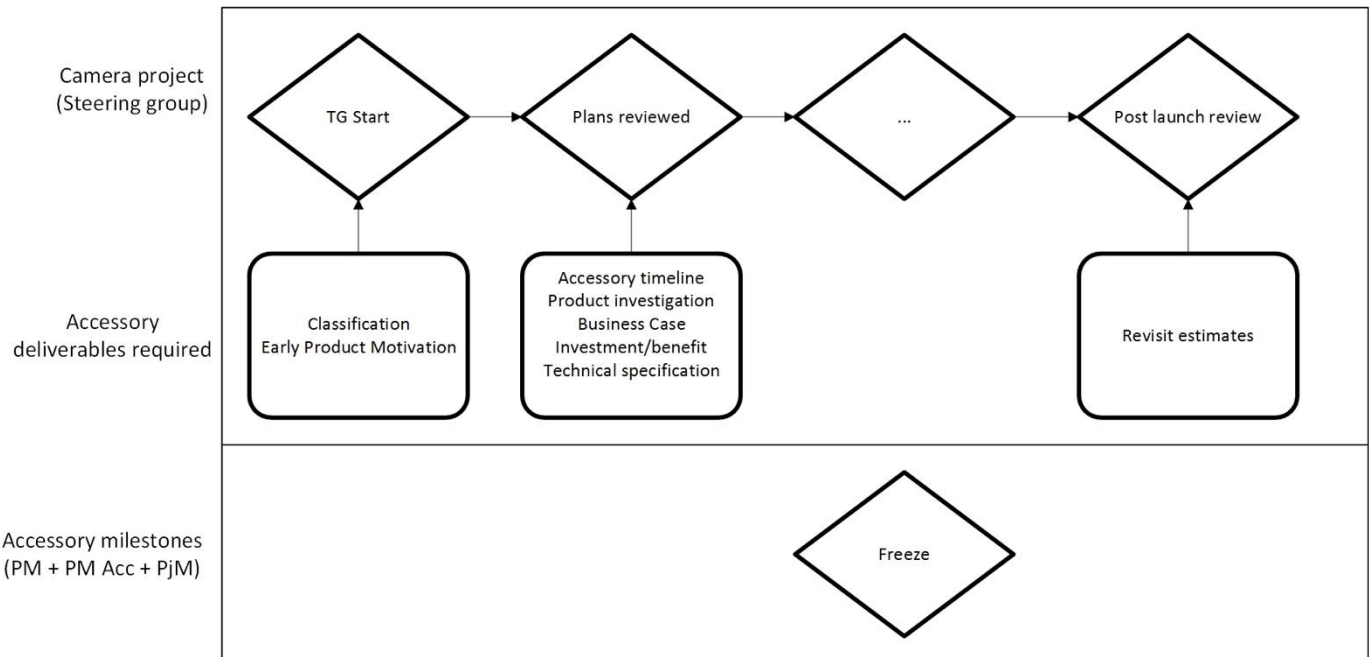 Camera project
(Steering group)
TG Start
Plans reviewed
...
Post launch review
Accessory
deliverables required
Classification
Early Product Motivation
Accessory timeline
Product investigation
Business Case
Investment/benefit
Technical specification
Revisit estimates
Accessory milestones
(PM + PM Acc + PjM)
Freeze